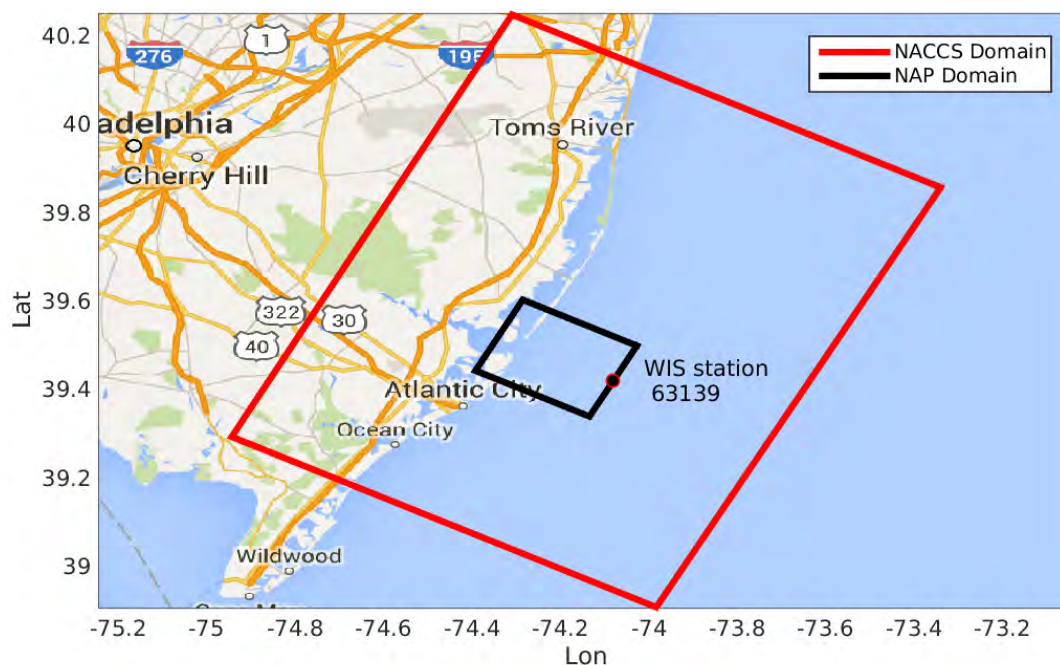 40.2
40
39.8
39.6
39.4
39.2
39
Lat
-75.2
-75
-74.8
-74.6
-74.4
-74.2
-74
-73.8
-73.6
-73.4
-73.2
Lon
NACCS Domain
NAP Domain
276
1
195
adelphia
Cherry Hill
Toms River
322
30
40
Atlantic City
Ocean City
Wildwood
WIS station
63139